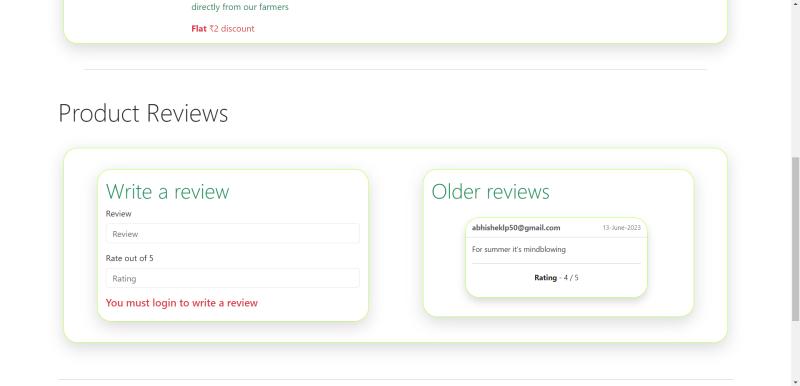 directly from our farmers
Flat ₹2 discount
Product Reviews
Write a review
Review
Review
Rate out of 5
Rating
You must login to write a review
Older reviews
abhisheklp50@gmail.com 13-June-2023
For summer it's mindblowing
Rating - 4 / 5